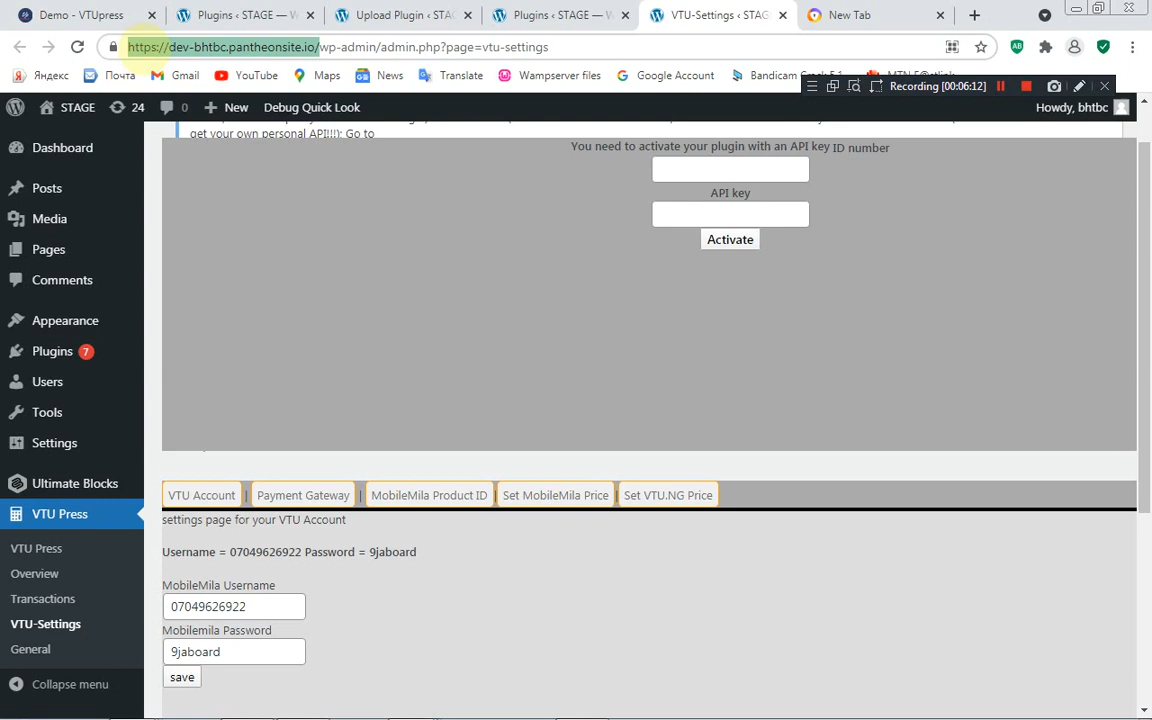 Demo - VTUpress
Plugins ‹ STAGE — W
Upload Plugin ‹ STAG
Plugins ‹ STAGE — W
VTU-Settings ‹ STAGE
New Tab
https://dev-bhtbc.pantheonsite.io/wp-admin/admin.php?page=vtu-settings
Яндекс
Почта
Gmail
YouTube
Maps
News
Translate
Wampserver files
Google Account
Bandicam Crack 5.1
Recording [00:06:12]
STAGE
24
0
New
Debug Quick Look
Howdy, bhtbc
get your own personal API!!!); Go to
You need to activate your plugin with an API key ID number
API key
Activate
Dashboard
Posts
Media
Pages
Comments
Appearance
Plugins 7
Users
Tools
Settings
Ultimate Blocks
VTU Press
VTU Press
Overview
Transactions
VTU-Settings
General
Collapse menu
VTU Account | Payment Gateway | MobileMila Product ID | Set MobileMila Price | Set VTU.NG Price
settings page for your VTU Account
Username = 07049626922 Password = 9jaboard
MobileMila Username
07049626922
Mobilemila Password
9jaboard
save